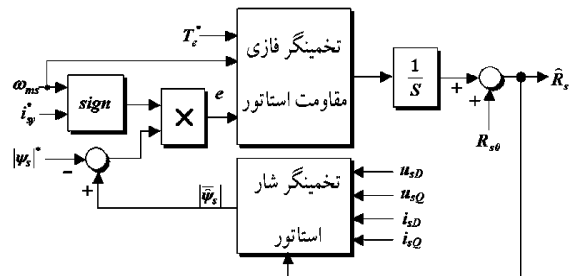 T_e^*
تخمینگر فازی
مقاومت استاتور
ω_ms
i_sy^*
sign
×
e
1/S
+
+
R̂_s
R_s0
|ψ_s|^*
-
+
|ψ̄̂_s|
تخمینگر شار
استاتور
u_sD
u_sQ
i_sD
i_sQ